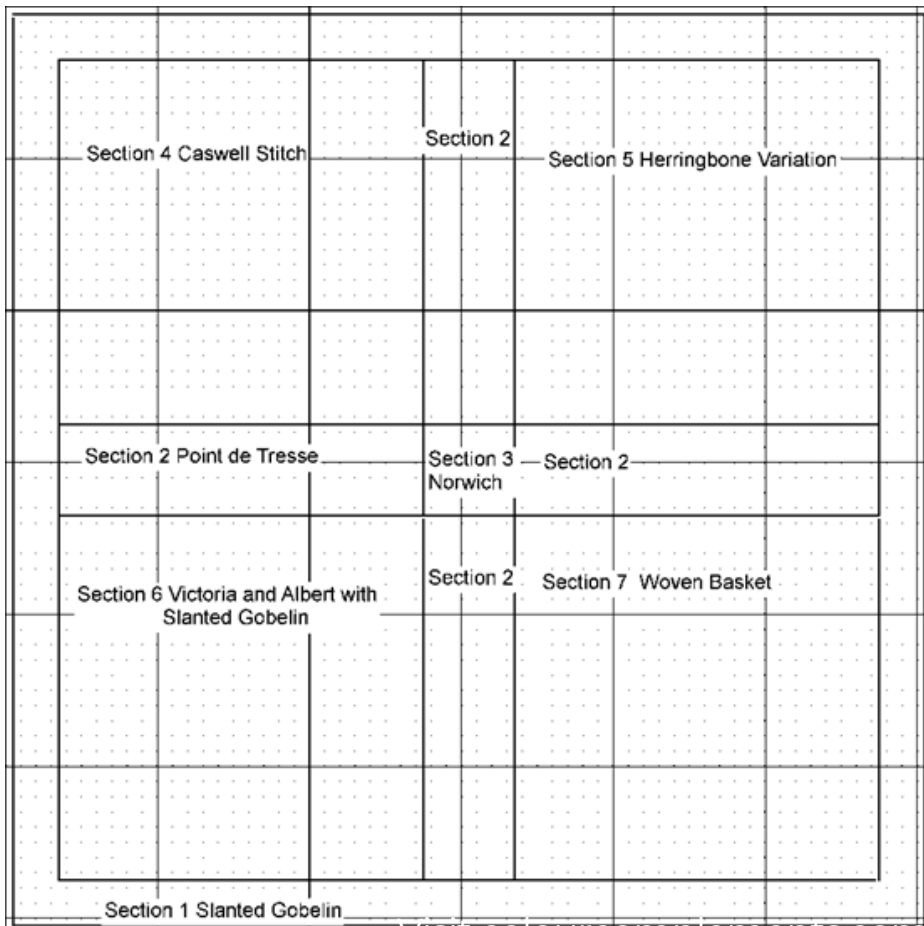 Section 4 Caswell Stitch
Section 2
Section 5 Herringbone Variation
Section 2 Point de Tresse
Section 3
Norwich
Section 2
Section 6 Victoria and Albert with
Slanted Gobelin
Section 2
Section 7 Woven Basket
Section 1 Slanted Gobelin